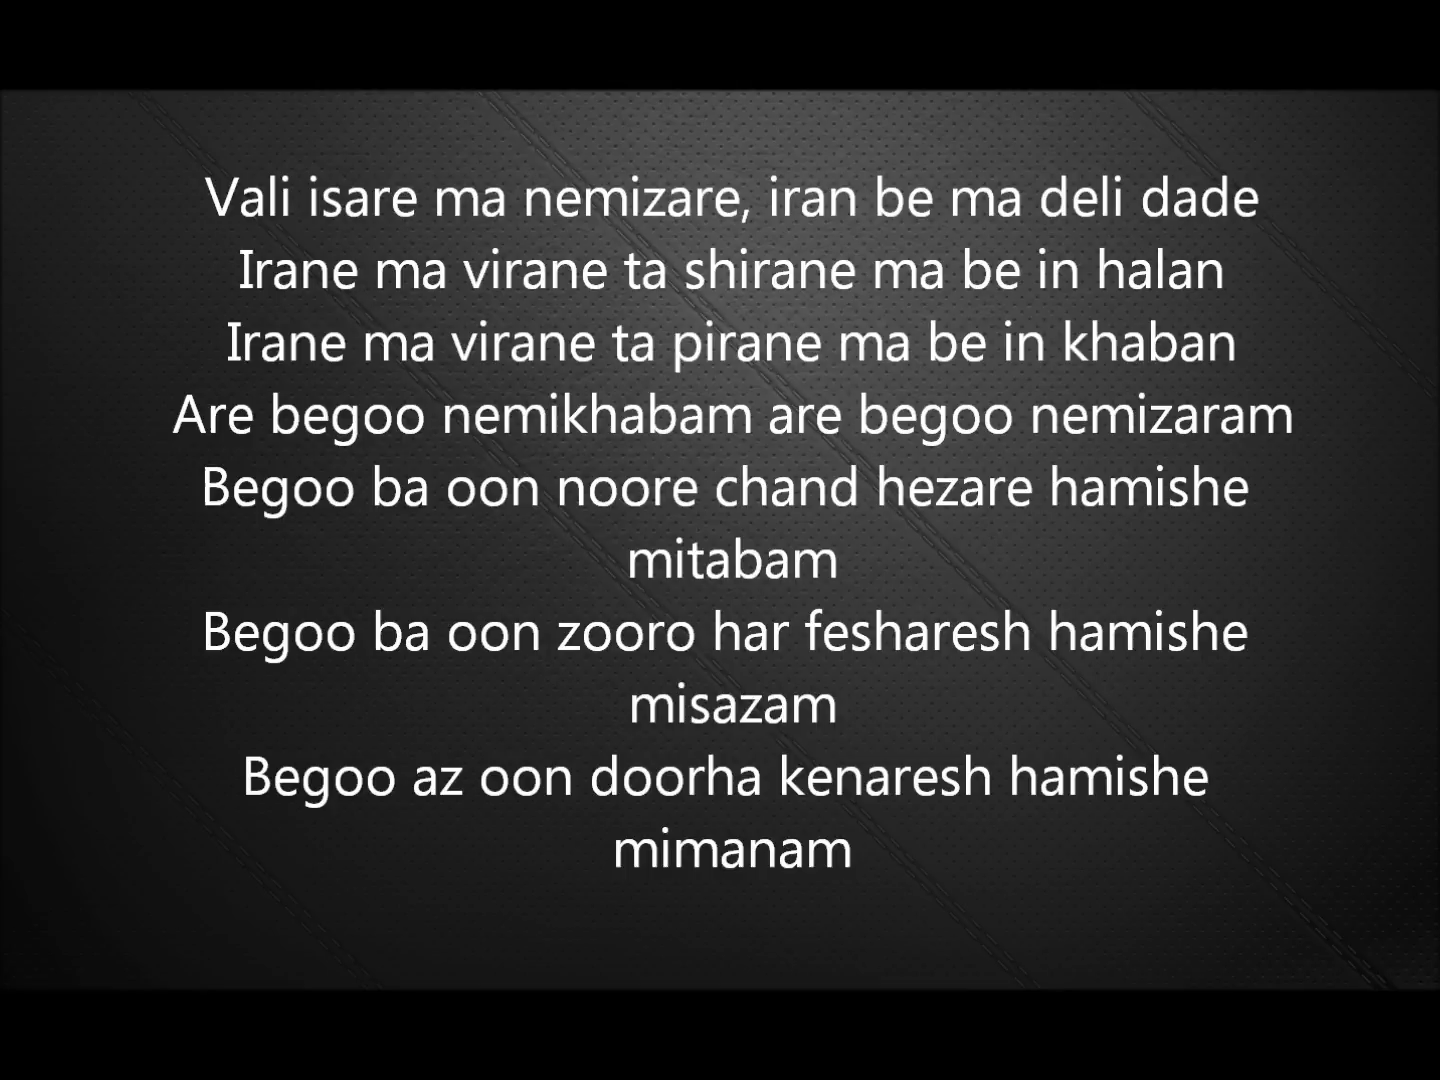 Vali isare ma nemizare, iran be ma deli dade
Irane ma virane ta shirane ma be in halan
Irane ma virane ta pirane ma be in khaban
Are begoo nemikhabam are begoo nemizaram
Begoo ba oon noore chand hezare hamishe
mitabam
Begoo ba oon zooro har fesharesh hamishe
misazam
Begoo az oon doorha kenaresh hamishe
mimanam